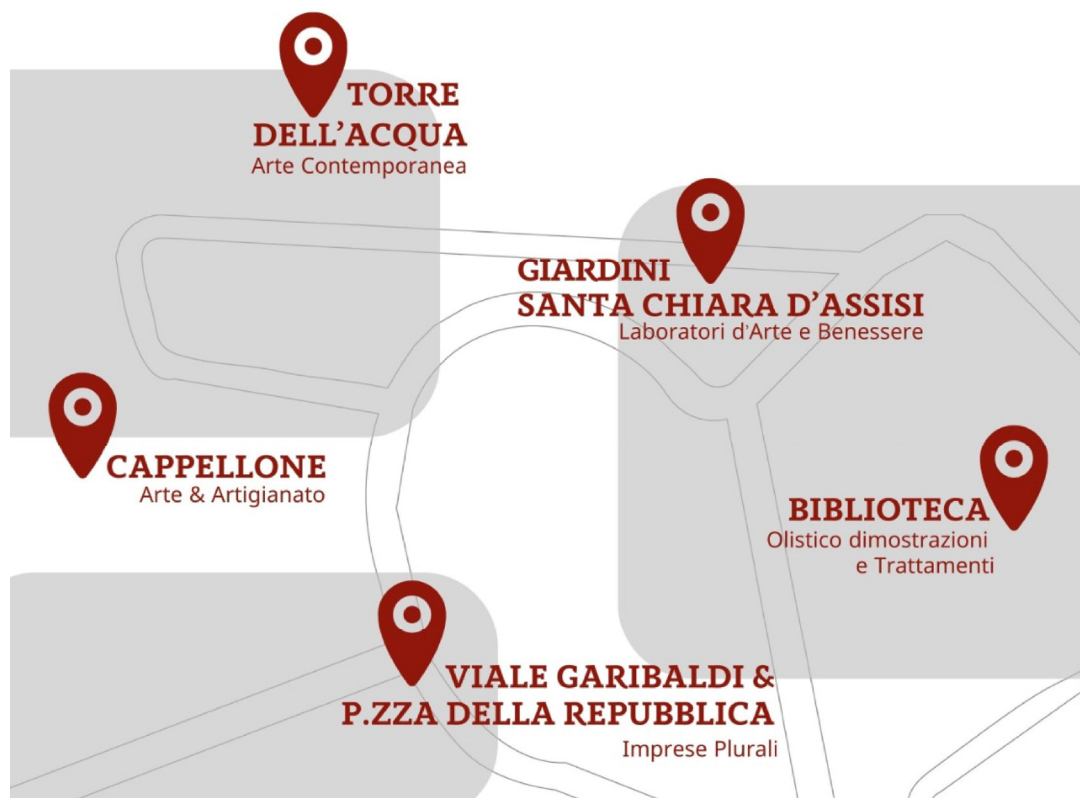 TORRE
DELL'ACQUA
Arte Contemporanea
GIARDINI
SANTA CHIARA D'ASSISI
Laboratori d'Arte e Benessere
CAPPELLONE
Arte & Artigianato
BIBLIOTECA
Olistico dimostrazioni
e Trattamenti
VIALE GARIBALDI &
P.ZZA DELLA REPUBBLICA
Imprese Plurali